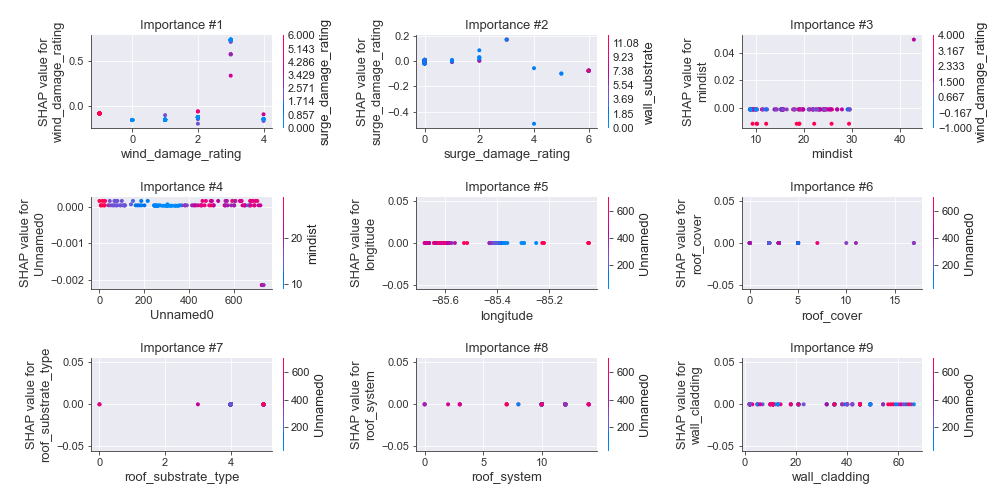 Importance #1
SHAP value for
wind_damage_rating
0.5
0.0
0
2
4
wind_damage_rating
6.000
5.143
4.286
3.429
2.571
1.714
0.857
0.000
surge_damage_rating
Importance #2
SHAP value for
surge_damage_rating
0.2
0.0
−0.2
−0.4
0
2
4
6
surge_damage_rating
11.08
9.23
7.38
5.54
3.69
1.85
0.00
wall_substrate
Importance #3
SHAP value for
mindist
0.04
0.02
0.00
10
20
30
40
mindist
4.000
3.167
2.333
1.500
0.667
−0.167
−1.000
wind_damage_rating
Importance #4
SHAP value for
Unnamed0
0.000
−0.001
−0.002
0
200
400
600
Unnamed0
20
10
mindist
Importance #5
SHAP value for
longitude
0.05
0.00
−0.05
−85.6
−85.4
−85.2
longitude
600
400
200
Unnamed0
Importance #6
SHAP value for
roof_cover
0.05
0.00
−0.05
0
5
10
15
roof_cover
600
400
200
Unnamed0
Importance #7
SHAP value for
roof_substrate_type
0.05
0.00
−0.05
0
2
4
roof_substrate_type
600
400
200
Unnamed0
Importance #8
SHAP value for
roof_system
0.05
0.00
−0.05
0
5
10
roof_system
600
400
200
Unnamed0
Importance #9
SHAP value for
wall_cladding
0.05
0.00
−0.05
0
20
40
60
wall_cladding
600
400
200
Unnamed0